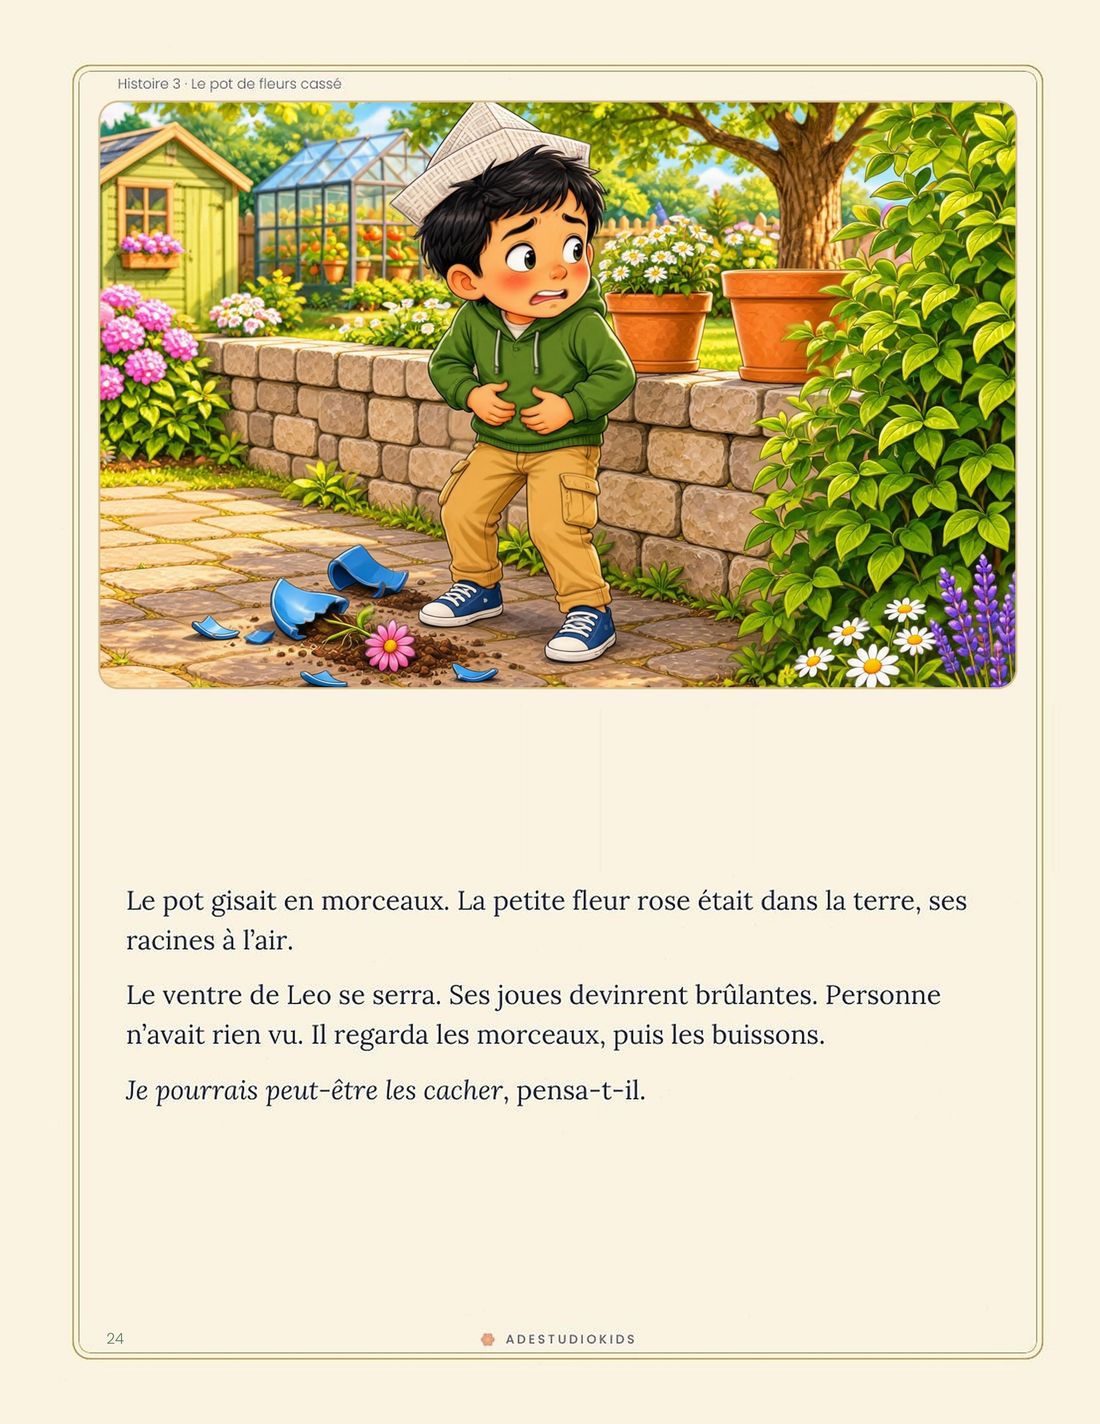 Histoire 3 · Le pot de fleurs cassé
Le pot gisait en morceaux. La petite fleur rose était dans la terre, ses
racines à l’air.
Le ventre de Leo se serra. Ses joues devinrent brûlantes. Personne
n’avait rien vu. Il regarda les morceaux, puis les buissons.
Je pourrais peut-être les cacher, pensa-t-il.
24
ADESTUDIOKIDS